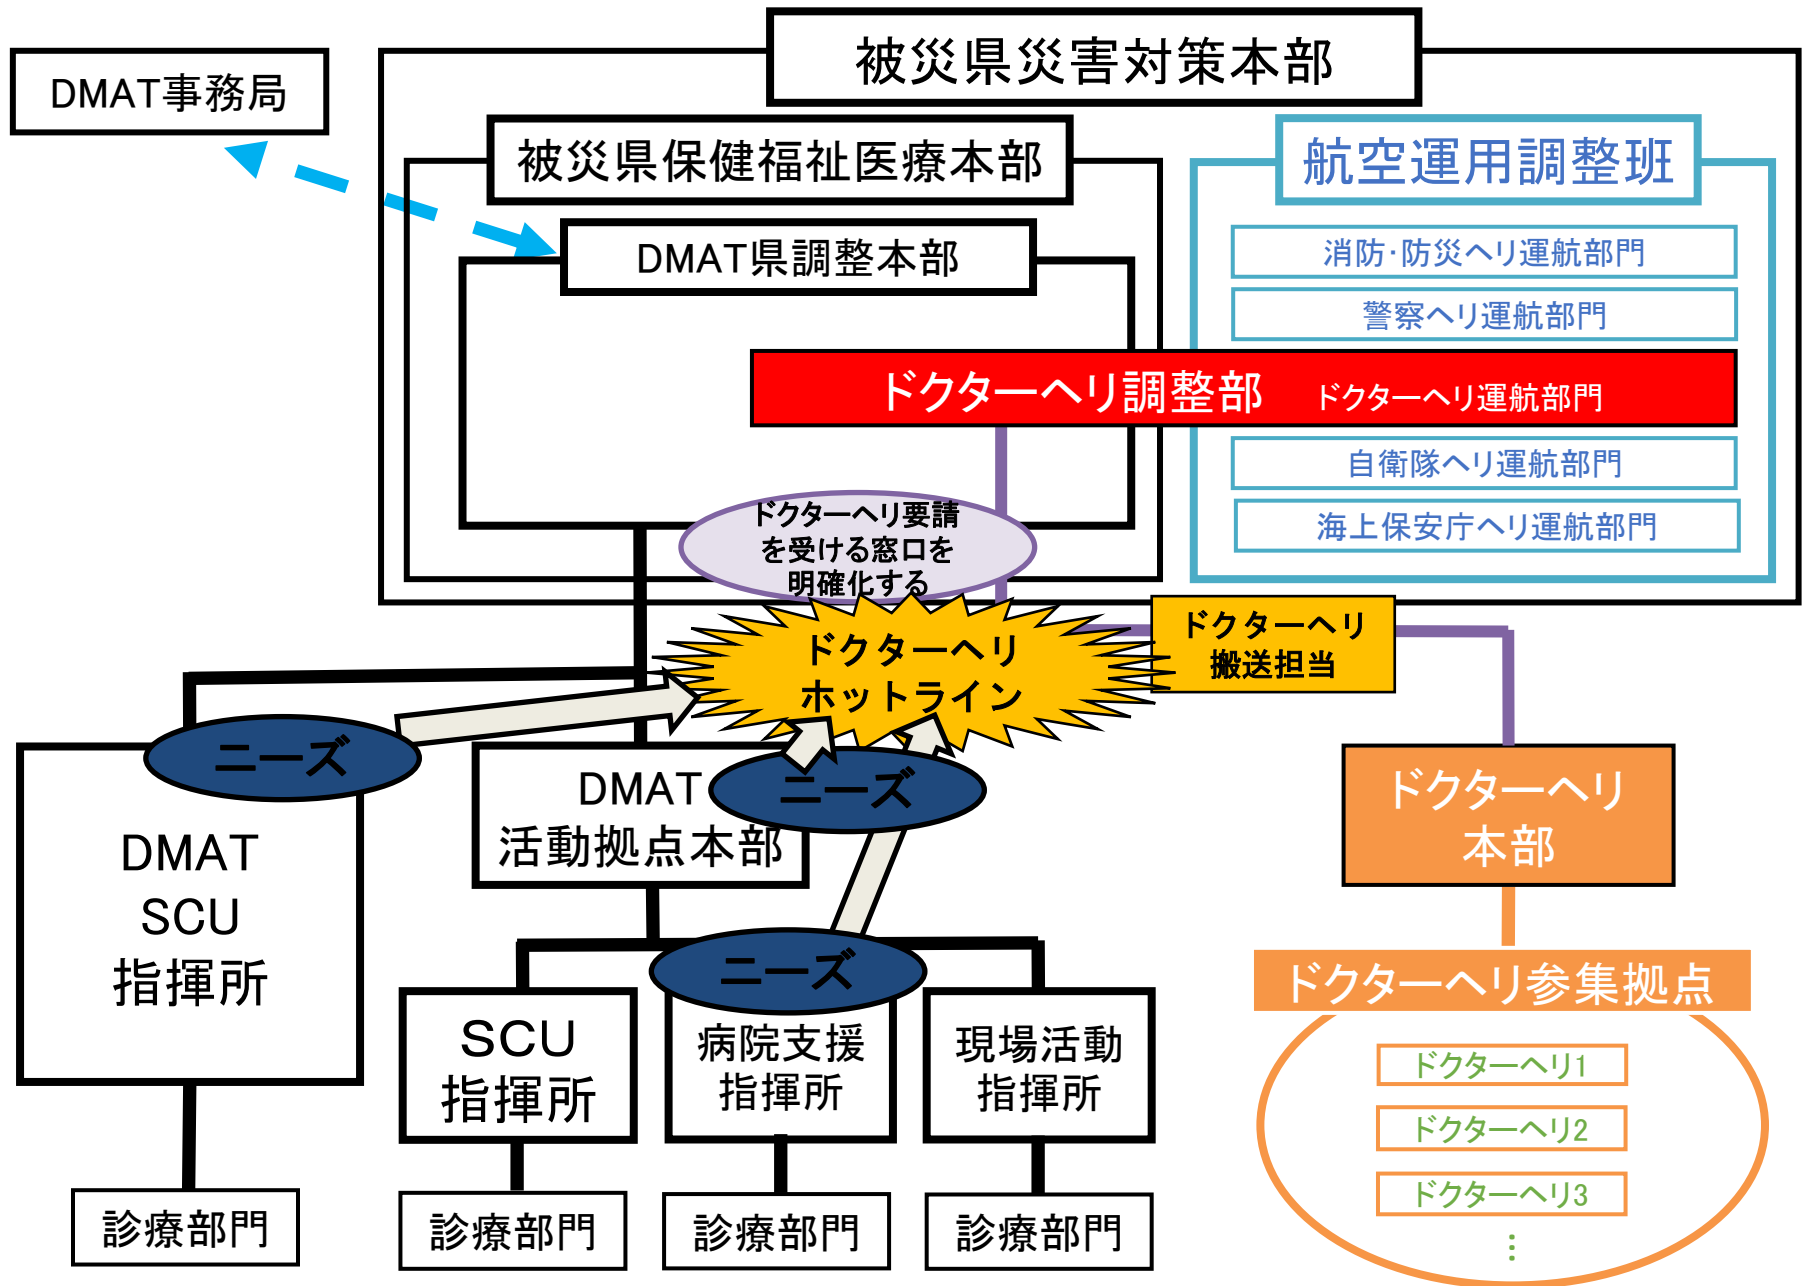 被災県災害対策本部
DMAT事務局
被災県保健福祉医療本部
航空運用調整班
DMAT県調整本部
消防･防災ヘリ運航部門
警察ヘリ運航部門
ドクターヘリ調整部 ドクターヘリ運航部門
自衛隊ヘリ運航部門
海上保安庁ヘリ運航部門
ドクターヘリ要請
を受ける窓口を
明確化する
ドクターヘリ
ホットライン
ドクターヘリ
搬送担当
ニーズ
DMAT
SCU
指揮所
DMAT
活動拠点本部
ニーズ
ドクターヘリ
本部
ニーズ
SCU
指揮所
病院支援
指揮所
現場活動
指揮所
ドクターヘリ参集拠点
ドクターヘリ1
ドクターヘリ2
ドクターヘリ3
…
診療部門
診療部門
診療部門
診療部門